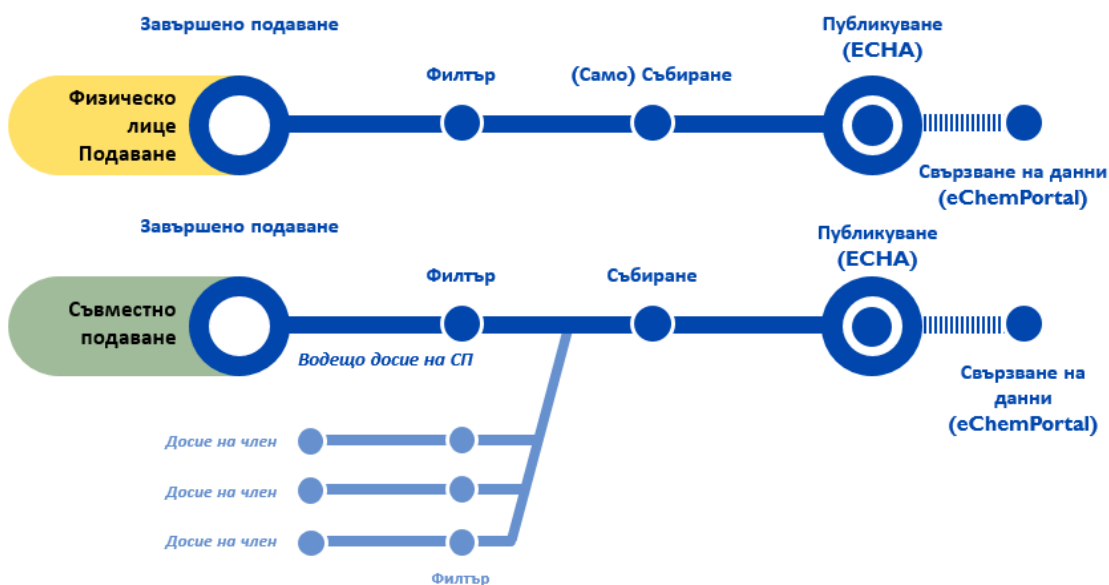 Завършено подаване
Публикуване
(ECHA)
Филтър
(Само) Събиране
Физическо
лице
Подаване
Свързване на данни
(eChemPortal)
Завършено подаване
Публикуване
(ECHA)
Филтър
Събиране
Съвместно
подаване
Водещо досие на СП
Свързване на
данни
(eChemPortal)
Досие на член
Досие на член
Досие на член
Филтър